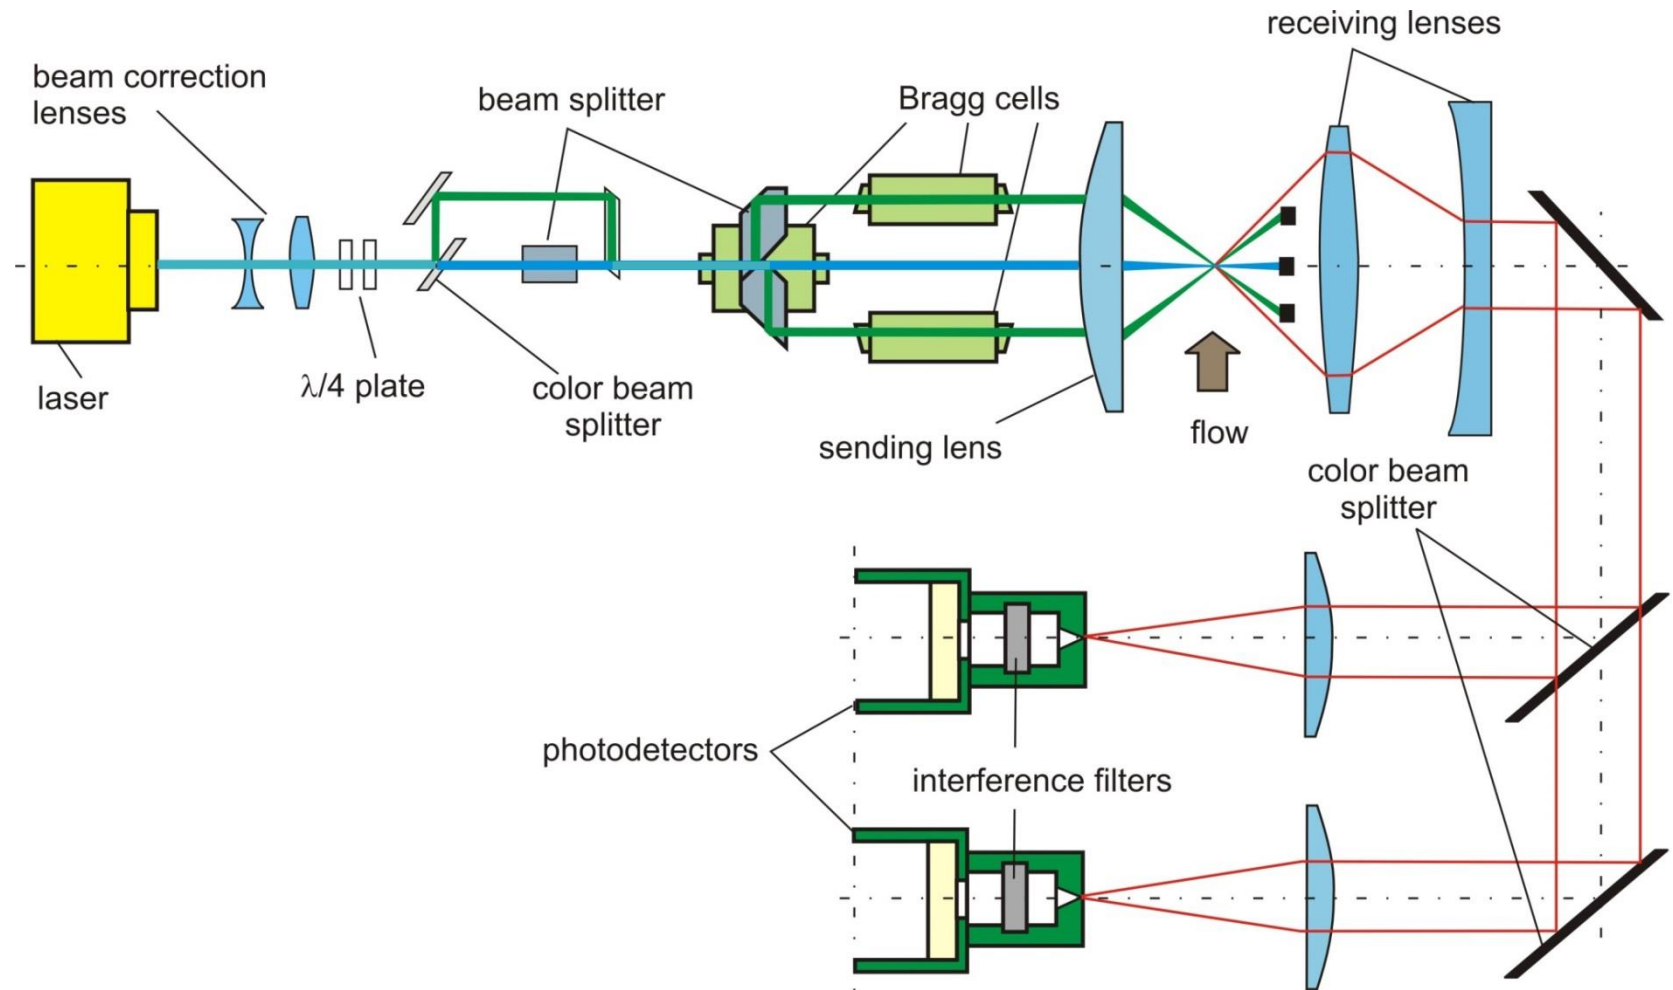 receiving lenses
beam correction
lenses
beam splitter
Bragg cells
laser
λ/4 plate
color beam
splitter
sending lens
flow
color beam
splitter
photodetectors
interference filters